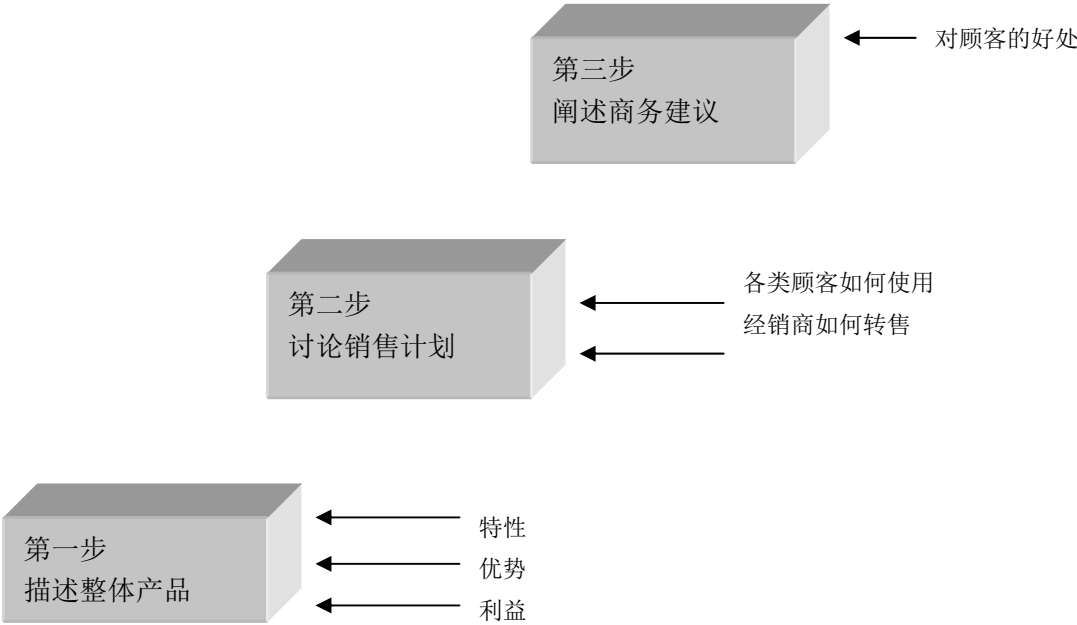 第三步
阐述商务建议
对顾客的好处
第二步
讨论销售计划
各类顾客如何使用
经销商如何转售
第一步
描述整体产品
特性
优势
利益